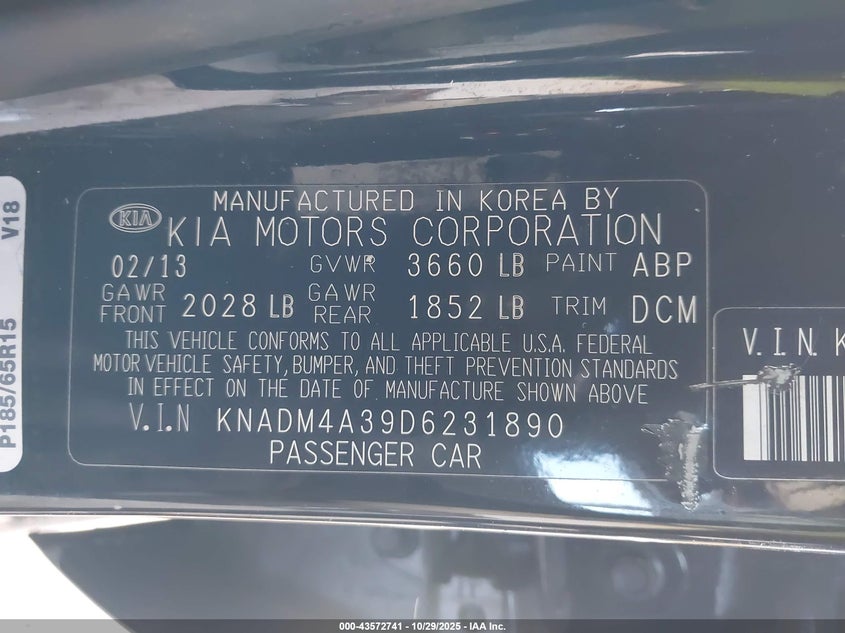 MANUFACTURED IN KOREA BY
KIA KIA MOTORS CORPORATION
02/13 GVWR 3660 LB PAINT ABP
GAWR FRONT 2028 LB GAWR REAR 1852 LB TRIM DCM
THIS VEHICLE CONFORMS TO ALL APPLICABLE U.S.A. FEDERAL
MOTOR VEHICLE SAFETY, BUMPER, AND THEFT PREVENTION STANDARDS
IN EFFECT ON THE DATE OF MANUFACTURE SHOWN ABOVE
V.I.N KNADM4A39D6231890
PASSENGER CAR
P185/65R15 V18
V.I.N. K
000-43572741 - 10/29/2025 - IAA Inc.